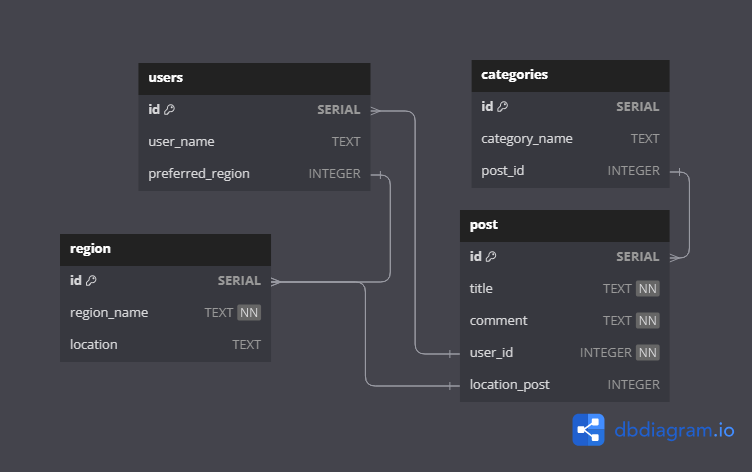 users
id SERIAL
user_name TEXT
preferred_region INTEGER
categories
id SERIAL
category_name TEXT
post_id INTEGER
region
id SERIAL
region_name TEXT NN
location TEXT
post
id SERIAL
title TEXT NN
comment TEXT NN
user_id INTEGER NN
location_post INTEGER
dbdiagram.io